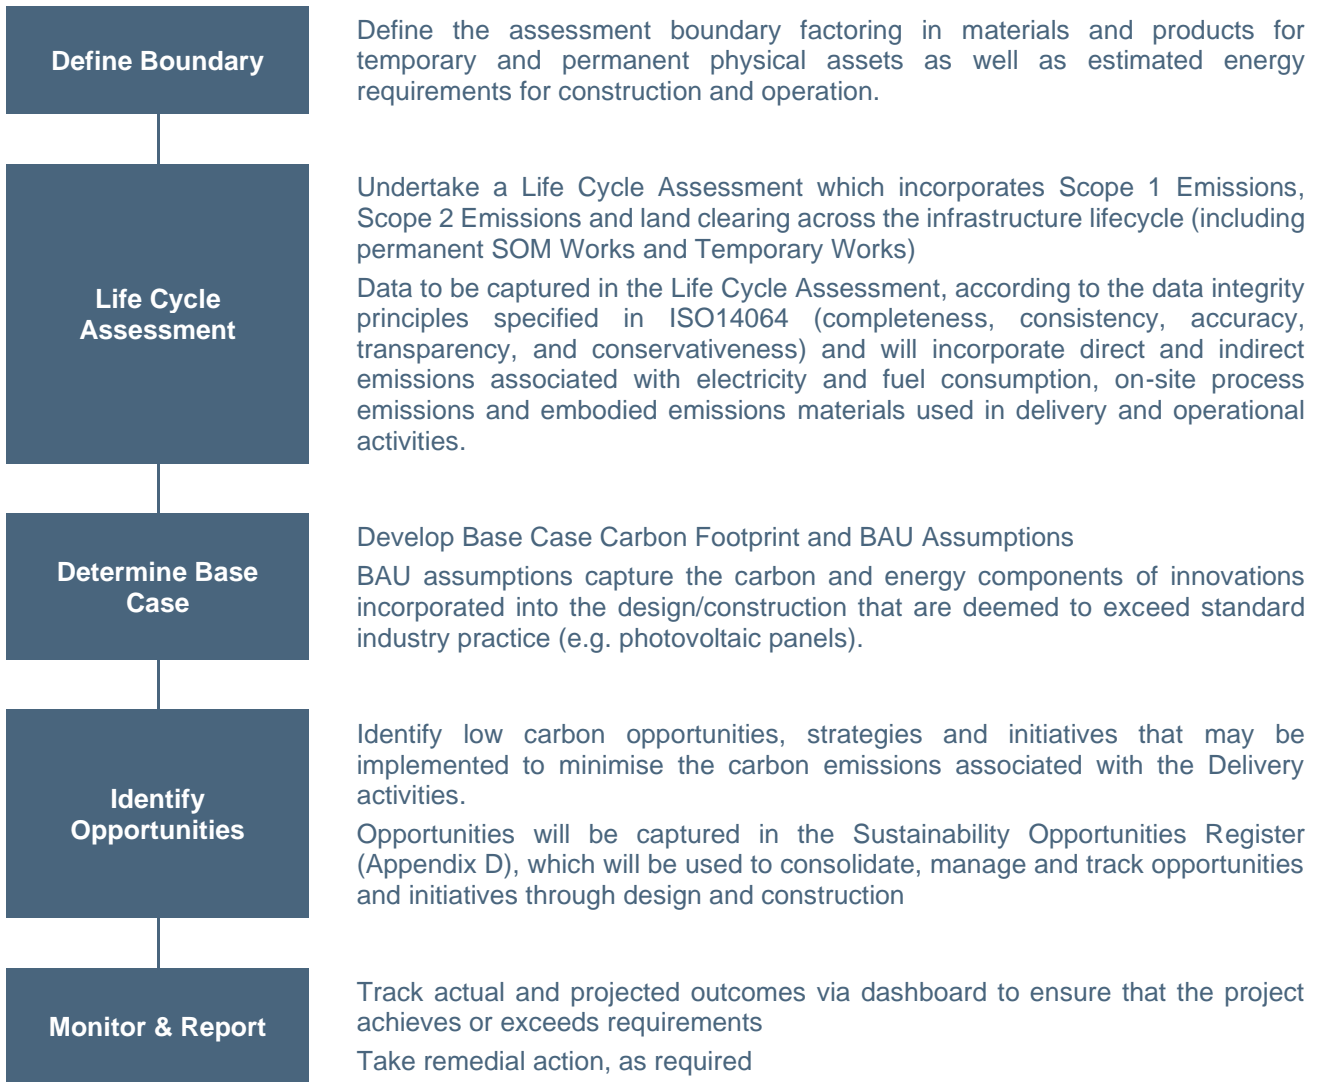 Define Boundary
Define the assessment boundary factoring in materials and products for
temporary and permanent physical assets as well as estimated energy
requirements for construction and operation.
Life Cycle
Assessment
Undertake a Life Cycle Assessment which incorporates Scope 1 Emissions,
Scope 2 Emissions and land clearing across the infrastructure lifecycle (including
permanent SOM Works and Temporary Works)
Data to be captured in the Life Cycle Assessment, according to the data integrity
principles specified in ISO14064 (completeness, consistency, accuracy,
transparency, and conservativeness) and will incorporate direct and indirect
emissions associated with electricity and fuel consumption, on-site process
emissions and embodied emissions materials used in delivery and operational
activities.
Determine Base
Case
Develop Base Case Carbon Footprint and BAU Assumptions
BAU assumptions capture the carbon and energy components of innovations
incorporated into the design/construction that are deemed to exceed standard
industry practice (e.g. photovoltaic panels).
Identify
Opportunities
Identify low carbon opportunities, strategies and initiatives that may be
implemented to minimise the carbon emissions associated with the Delivery
activities.
Opportunities will be captured in the Sustainability Opportunities Register
(Appendix D), which will be used to consolidate, manage and track opportunities
and initiatives through design and construction
Monitor & Report
Track actual and projected outcomes via dashboard to ensure that the project
achieves or exceeds requirements
Take remedial action, as required